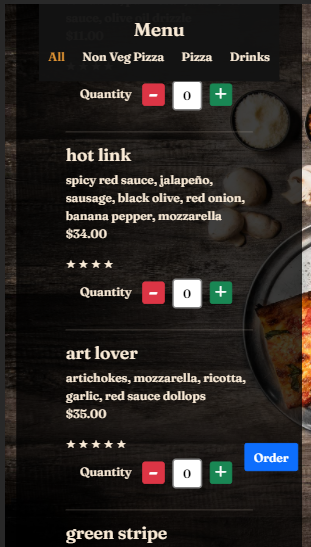 sauce, olive oil drizzle
$11.00
Menu
All Non Veg Pizza Pizza Drinks
Quantity - 0 +
hot link
spicy red sauce, jalapeño,
sausage, black olive, red onion,
banana pepper, mozzarella
$34.00
★★★★
Quantity - 0 +
art lover
artichokes, mozzarella, ricotta,
garlic, red sauce dollops
$35.00
★★★★★
Order
Quantity - 0 +
green stripe